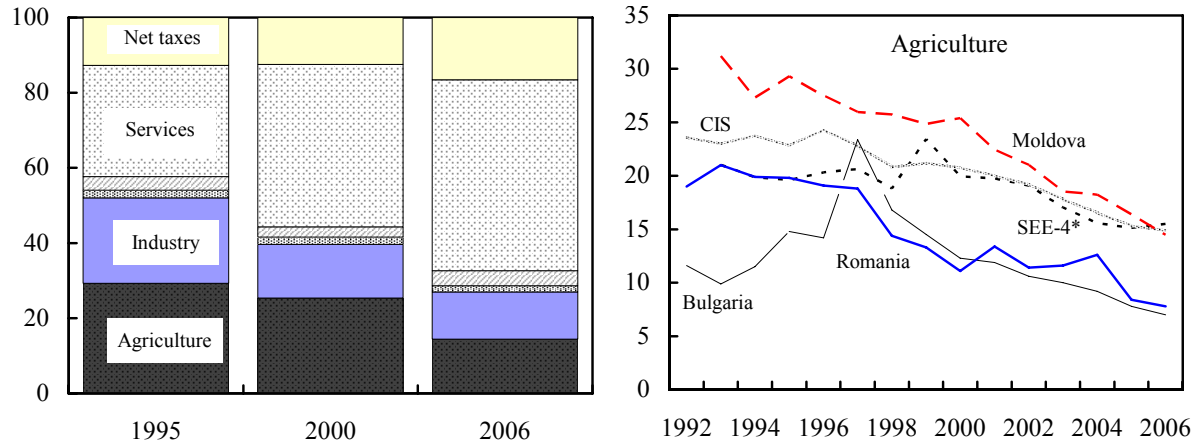 100
80
60
40
20
0
Net taxes
Services
Industry
Agriculture
1995 2000 2006
35
30
25
20
15
10
5
0
Agriculture
CIS
Moldova
SEE-4*
Romania
Bulgaria
1992 1994 1996 1998 2000 2002 2004 2006